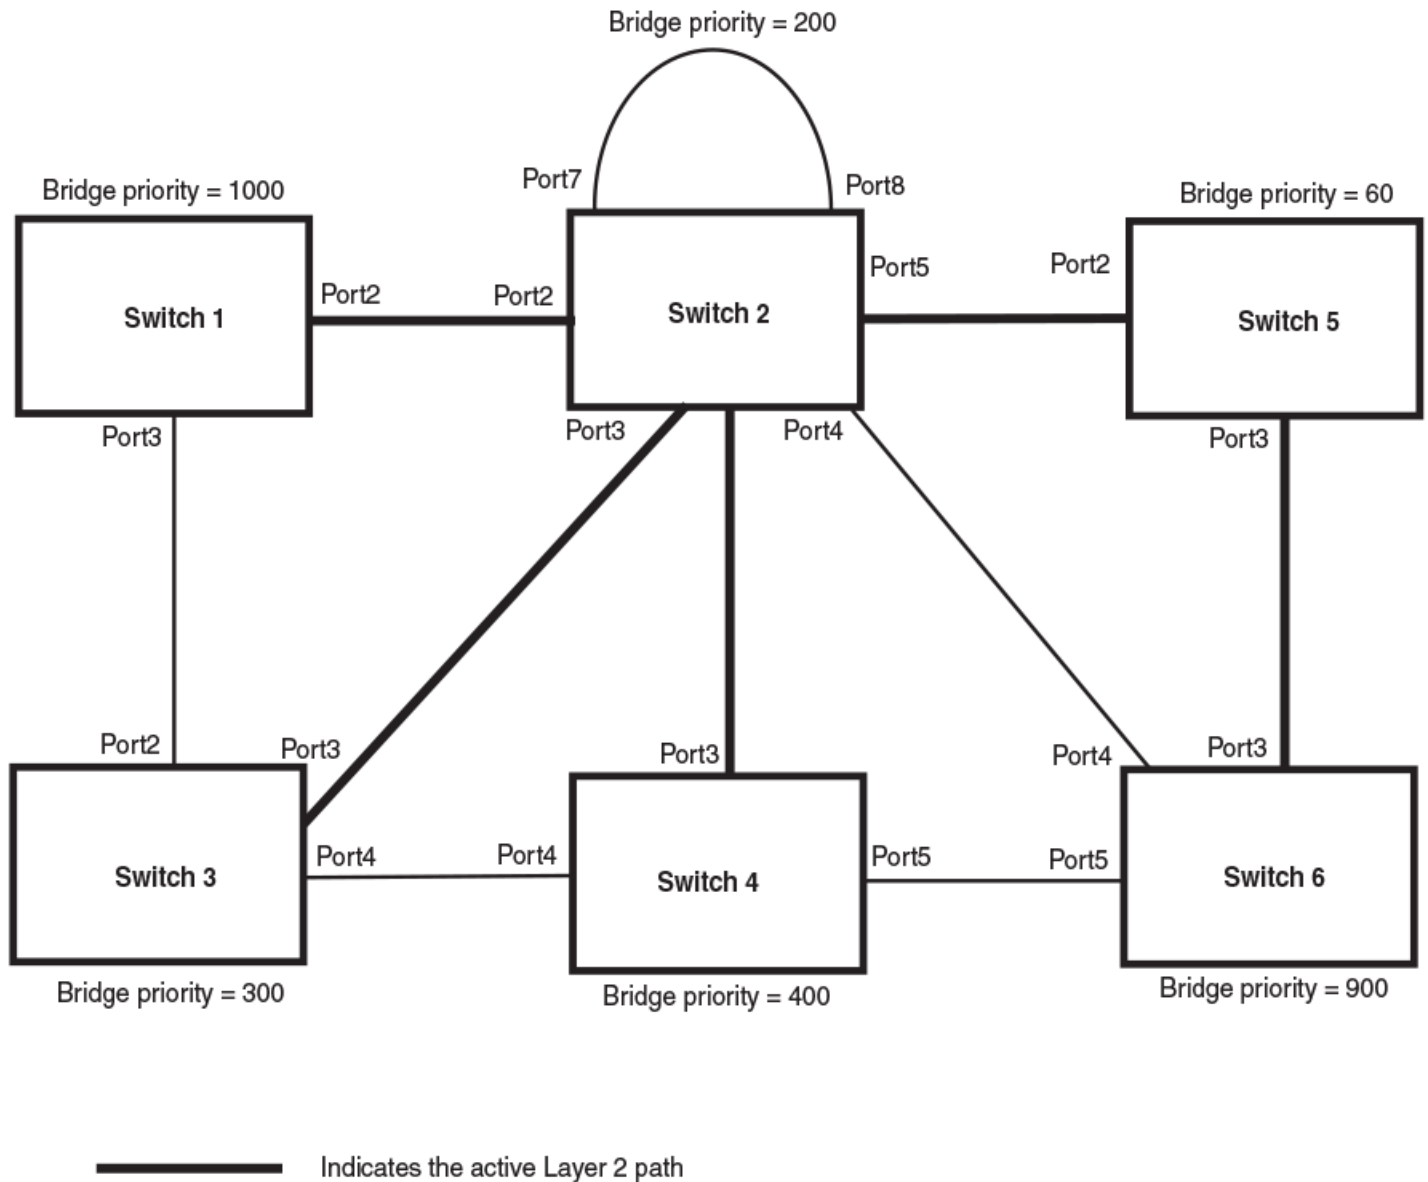 Bridge priority = 200
Port7
Port8
Bridge priority = 1000
Bridge priority = 60
Port5
Port2
Port2
Port2
Switch 1
Switch 2
Switch 5
Port3
Port3
Port4
Port3
Port2
Port3
Port3
Port4
Port3
Port4
Port4
Port5
Port5
Switch 3
Switch 4
Switch 6
Bridge priority = 300
Bridge priority = 400
Bridge priority = 900
Indicates the active Layer 2 path